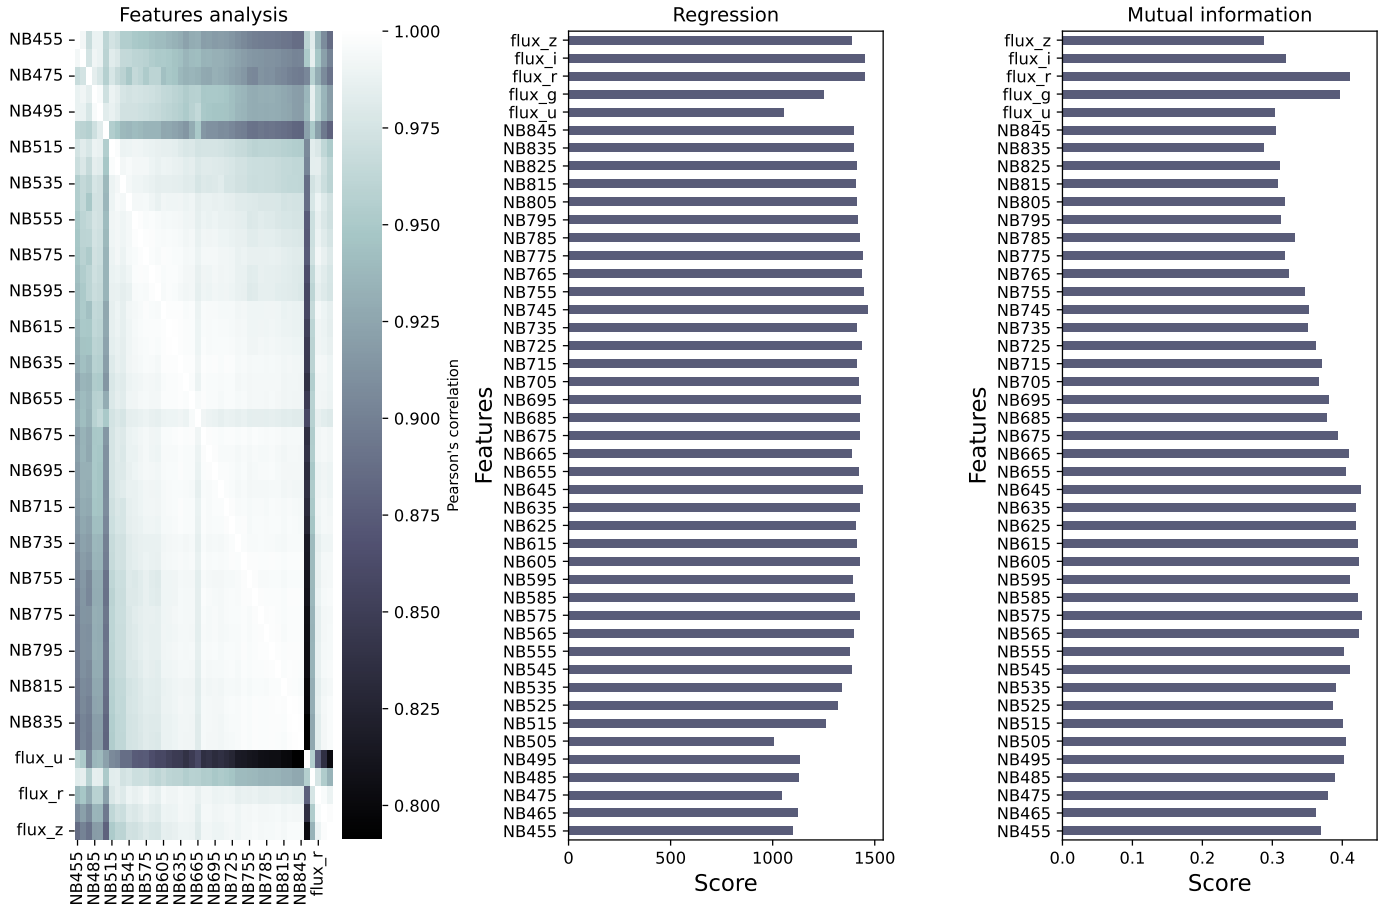 Features analysis
NB455
NB475
NB495
NB515
NB535
NB555
NB575
NB595
NB615
NB635
NB655
NB675
NB695
NB715
NB735
NB755
NB775
NB795
NB815
NB835
flux_u
flux_r
flux_z
NB455
NB485
NB515
NB545
NB575
NB605
NB635
NB665
NB695
NB725
NB755
NB785
NB815
NB845
flux_r
1.000
0.975
0.950
0.925
0.900
0.875
0.850
0.825
0.800
Pearson's correlation
Regression
Features
flux_z
flux_i
flux_r
flux_g
flux_u
NB845
NB835
NB825
NB815
NB805
NB795
NB785
NB775
NB765
NB755
NB745
NB735
NB725
NB715
NB705
NB695
NB685
NB675
NB665
NB655
NB645
NB635
NB625
NB615
NB605
NB595
NB585
NB575
NB565
NB555
NB545
NB535
NB525
NB515
NB505
NB495
NB485
NB475
NB465
NB455
0
500
1000
1500
Score
Mutual information
Features
flux_z
flux_i
flux_r
flux_g
flux_u
NB845
NB835
NB825
NB815
NB805
NB795
NB785
NB775
NB765
NB755
NB745
NB735
NB725
NB715
NB705
NB695
NB685
NB675
NB665
NB655
NB645
NB635
NB625
NB615
NB605
NB595
NB585
NB575
NB565
NB555
NB545
NB535
NB525
NB515
NB505
NB495
NB485
NB475
NB465
NB455
0.0
0.1
0.2
0.3
0.4
Score